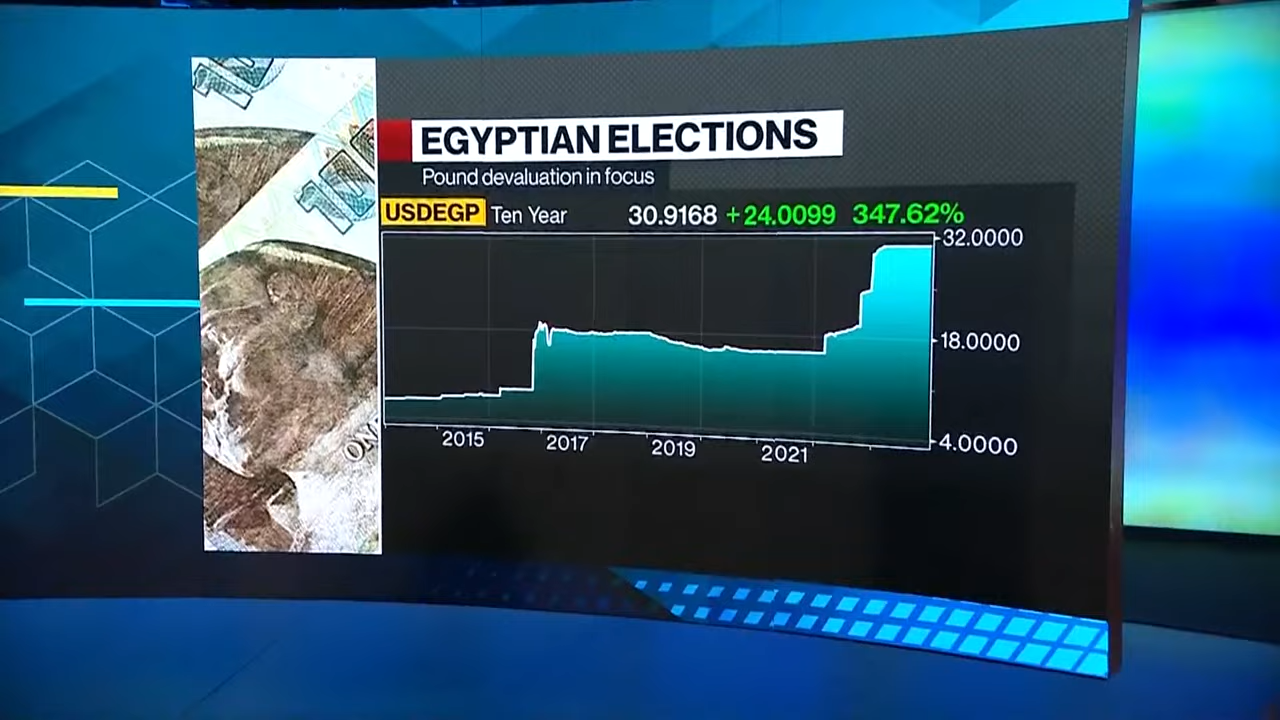 EGYPTIAN ELECTIONS
Pound devaluation in focus
USDEGP Ten Year 30.9168 +24.0099 347.62%
32.0000
18.0000
4.0000
2015 2017 2019 2021
10